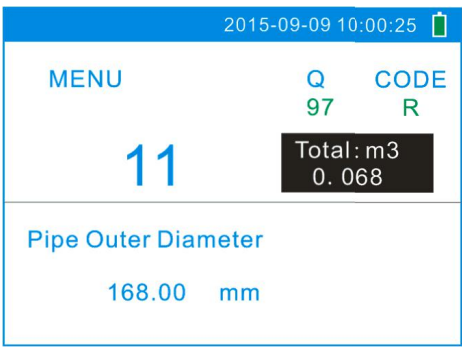 2015-09-09 10:00:25
MENU Q CODE
97 R
11
Total: m3
0. 068
Pipe Outer Diameter
168.00 mm